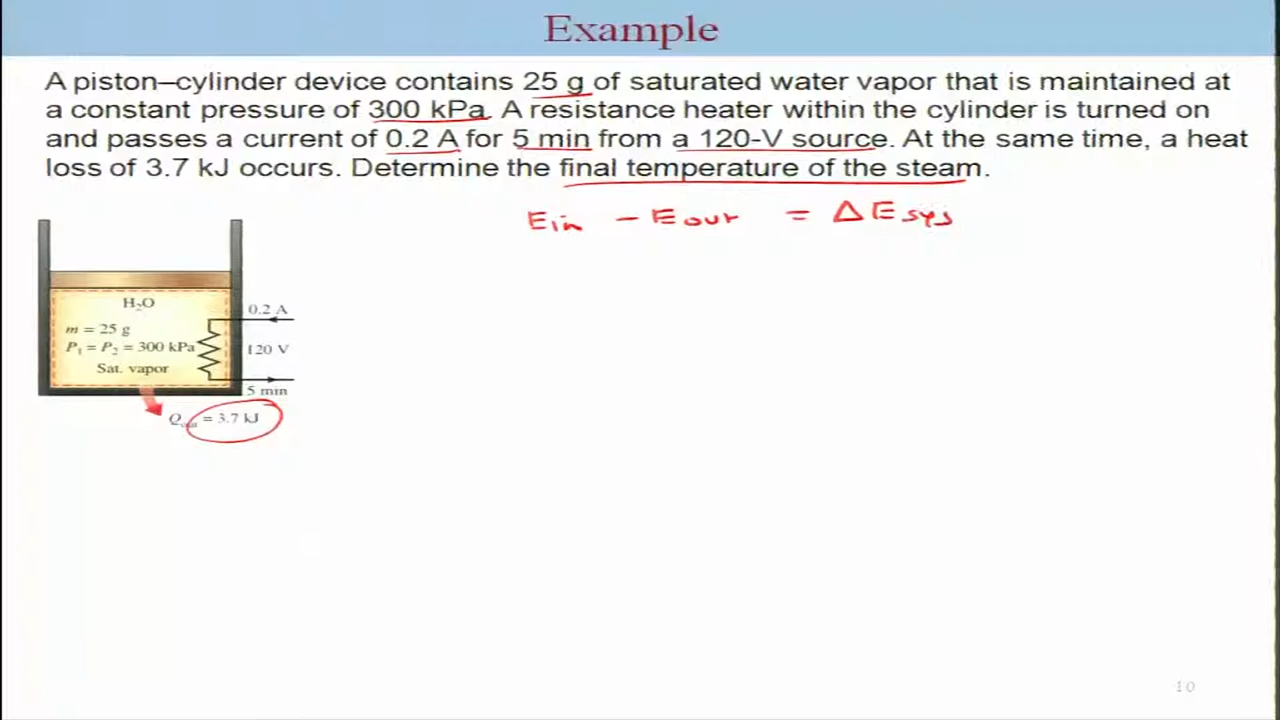 Example
A piston–cylinder device contains 25 g of saturated water vapor that is maintained at
a constant pressure of 300 kPa. A resistance heater within the cylinder is turned on
and passes a current of 0.2 A for 5 min from a 120-V source. At the same time, a heat
loss of 3.7 kJ occurs. Determine the final temperature of the steam.
Ein - Eout = ΔEsys
H₂O
0.2 A
m = 25 g
P₁ = P₂ = 300 kPa
120 V
Sat. vapor
5 min
Qout = 3.7 kJ
10